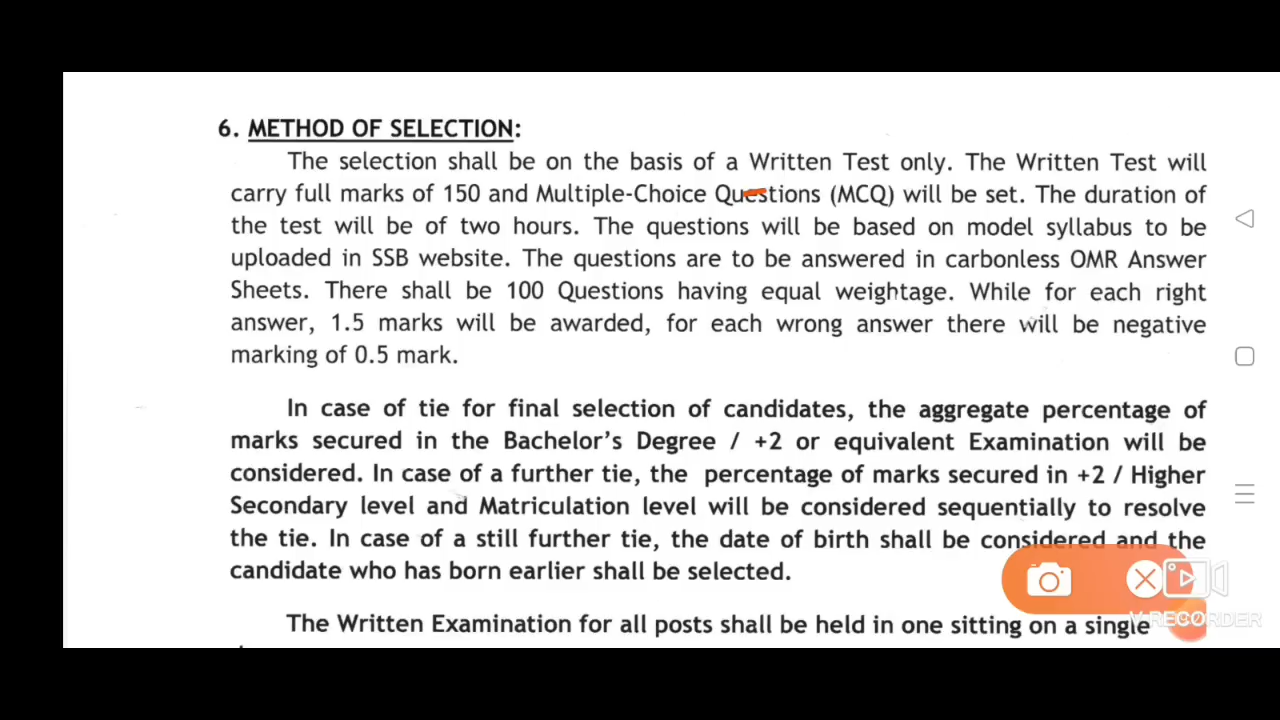 6. METHOD OF SELECTION:
The selection shall be on the basis of a Written Test only. The Written Test will
carry full marks of 150 and Multiple-Choice Questions (MCQ) will be set. The duration of
the test will be of two hours. The questions will be based on model syllabus to be
uploaded in SSB website. The questions are to be answered in carbonless OMR Answer
Sheets. There shall be 100 Questions having equal weightage. While for each right
answer, 1.5 marks will be awarded, for each wrong answer there will be negative
marking of 0.5 mark.
In case of tie for final selection of candidates, the aggregate percentage of
marks secured in the Bachelor's Degree / +2 or equivalent Examination will be
considered. In case of a further tie, the percentage of marks secured in +2 / Higher
Secondary level and Matriculation level will be considered sequentially to resolve
the tie. In case of a still further tie, the date of birth shall be considered and the
candidate who has born earlier shall be selected.
V RECORDER
The Written Examination for all posts shall be held in one sitting on a single